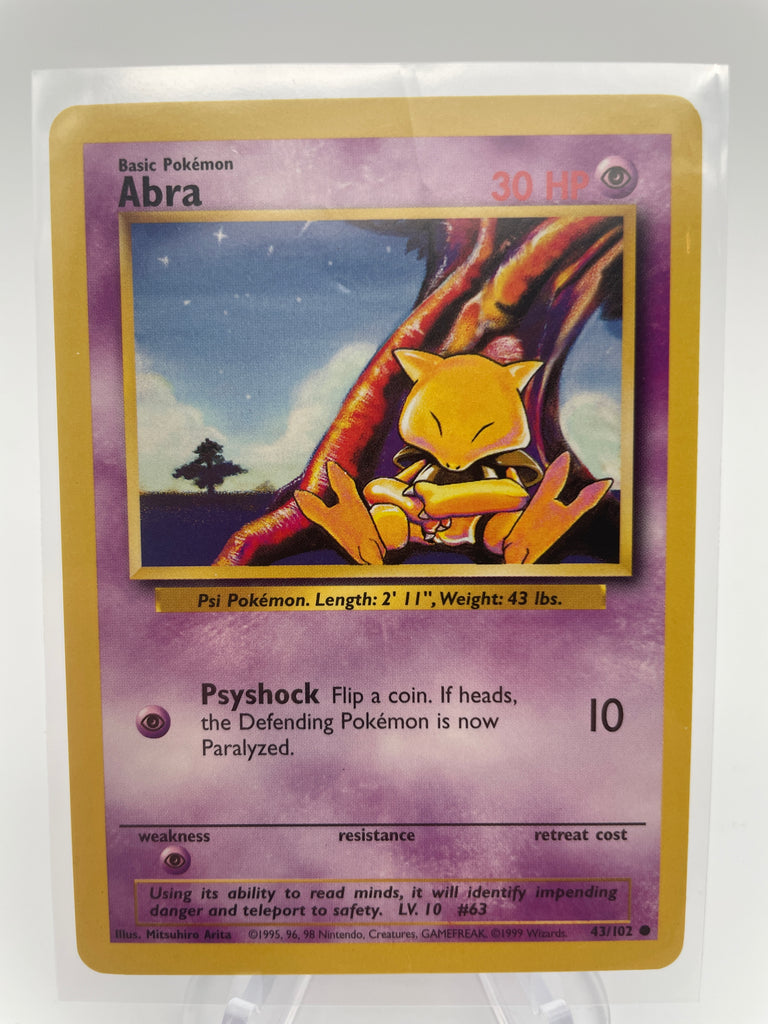 Basic Pokémon
Abra
30 HP
Psi Pokémon. Length: 2' 11", Weight: 43 lbs.
Psyshock Flip a coin. If heads,
the Defending Pokémon is now
Paralyzed.
10
weakness resistance retreat cost
Using its ability to read minds, it will identify impending
danger and teleport to safety. LV. 10 #63
Illus. Mitsuhiro Arita ©1995, 96, 98 Nintendo, Creatures, GAMEFREAK. ©1999 Wizards. 43/102